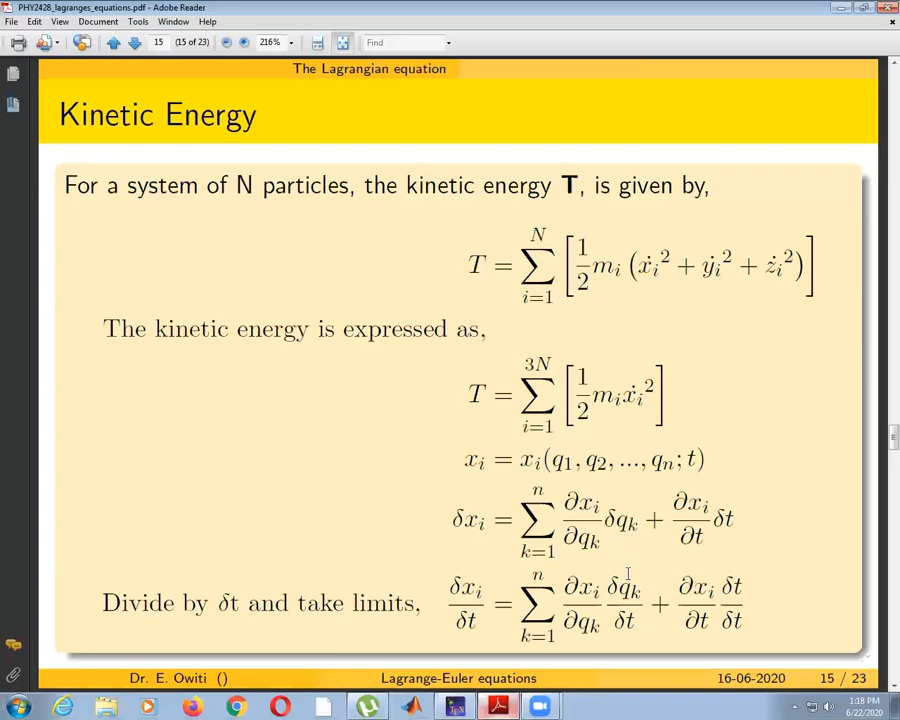 PHY2428_lagranges_equations.pdf - Adobe Reader
File Edit View Document Tools Window Help
15 (15 of 23) 216% Find
The Lagrangian equation
Kinetic Energy
For a system of N particles, the kinetic energy T, is given by,
T = ∑_{i=1}^{N} [ 1/2 m_i (ẋ_i² + ẏ_i² + ż_i²) ]
The kinetic energy is expressed as,
T = ∑_{i=1}^{3N} [ 1/2 m_i ẋ_i² ]
x_i = x_i(q_1, q_2, ..., q_n; t)
δx_i = ∑_{k=1}^{n} ∂x_i/∂q_k δq_k + ∂x_i/∂t δt
Divide by δt and take limits, δx_i/δt = ∑_{k=1}^{n} ∂x_i/∂q_k δq_k/δt + ∂x_i/∂t δt/δt
Dr. E. Owiti () Lagrange-Euler equations 16-06-2020 15 / 23
1:18 PM
6/22/2020